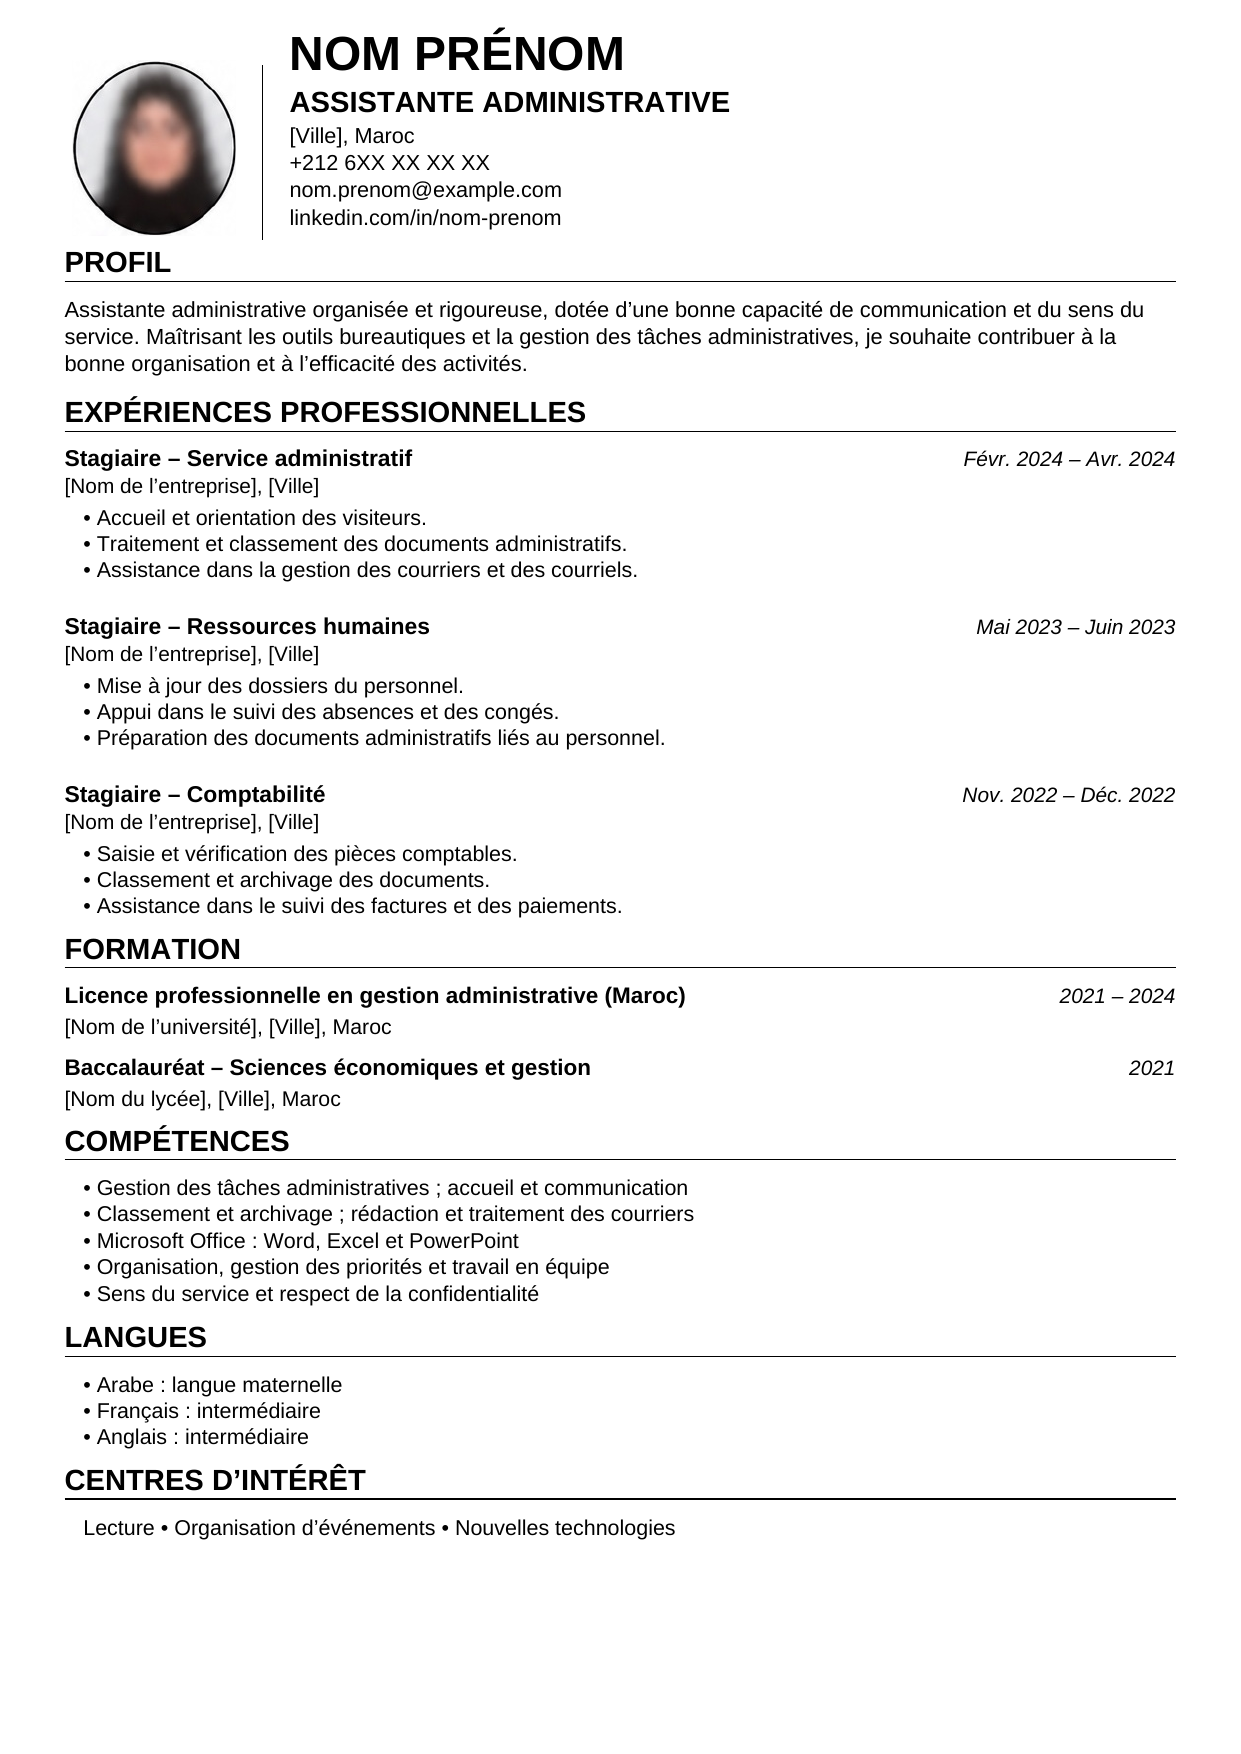 NOM PRÉNOM
ASSISTANTE ADMINISTRATIVE
[Ville], Maroc
+212 6XX XX XX XX
nom.prenom@example.com
linkedin.com/in/nom-prenom
PROFIL
Assistante administrative organisée et rigoureuse, dotée d’une bonne capacité de communication et du sens du
service. Maîtrisant les outils bureautiques et la gestion des tâches administratives, je souhaite contribuer à la
bonne organisation et à l’efficacité des activités.
EXPÉRIENCES PROFESSIONNELLES
Stagiaire – Service administratif Févr. 2024 – Avr. 2024
[Nom de l’entreprise], [Ville]
• Accueil et orientation des visiteurs.
• Traitement et classement des documents administratifs.
• Assistance dans la gestion des courriers et des courriels.
Stagiaire – Ressources humaines Mai 2023 – Juin 2023
[Nom de l’entreprise], [Ville]
• Mise à jour des dossiers du personnel.
• Appui dans le suivi des absences et des congés.
• Préparation des documents administratifs liés au personnel.
Stagiaire – Comptabilité Nov. 2022 – Déc. 2022
[Nom de l’entreprise], [Ville]
• Saisie et vérification des pièces comptables.
• Classement et archivage des documents.
• Assistance dans le suivi des factures et des paiements.
FORMATION
Licence professionnelle en gestion administrative (Maroc) 2021 – 2024
[Nom de l’université], [Ville], Maroc
Baccalauréat – Sciences économiques et gestion 2021
[Nom du lycée], [Ville], Maroc
COMPÉTENCES
• Gestion des tâches administratives ; accueil et communication
• Classement et archivage ; rédaction et traitement des courriers
• Microsoft Office : Word, Excel et PowerPoint
• Organisation, gestion des priorités et travail en équipe
• Sens du service et respect de la confidentialité
LANGUES
• Arabe : langue maternelle
• Français : intermédiaire
• Anglais : intermédiaire
CENTRES D’INTÉRÊT
Lecture • Organisation d’événements • Nouvelles technologies